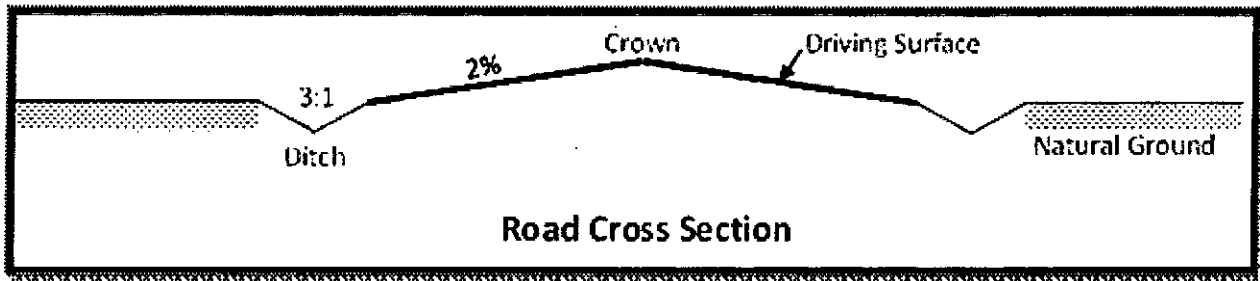 Crown
Driving Surface
2%
3:1
Ditch
Natural Ground
Road Cross Section